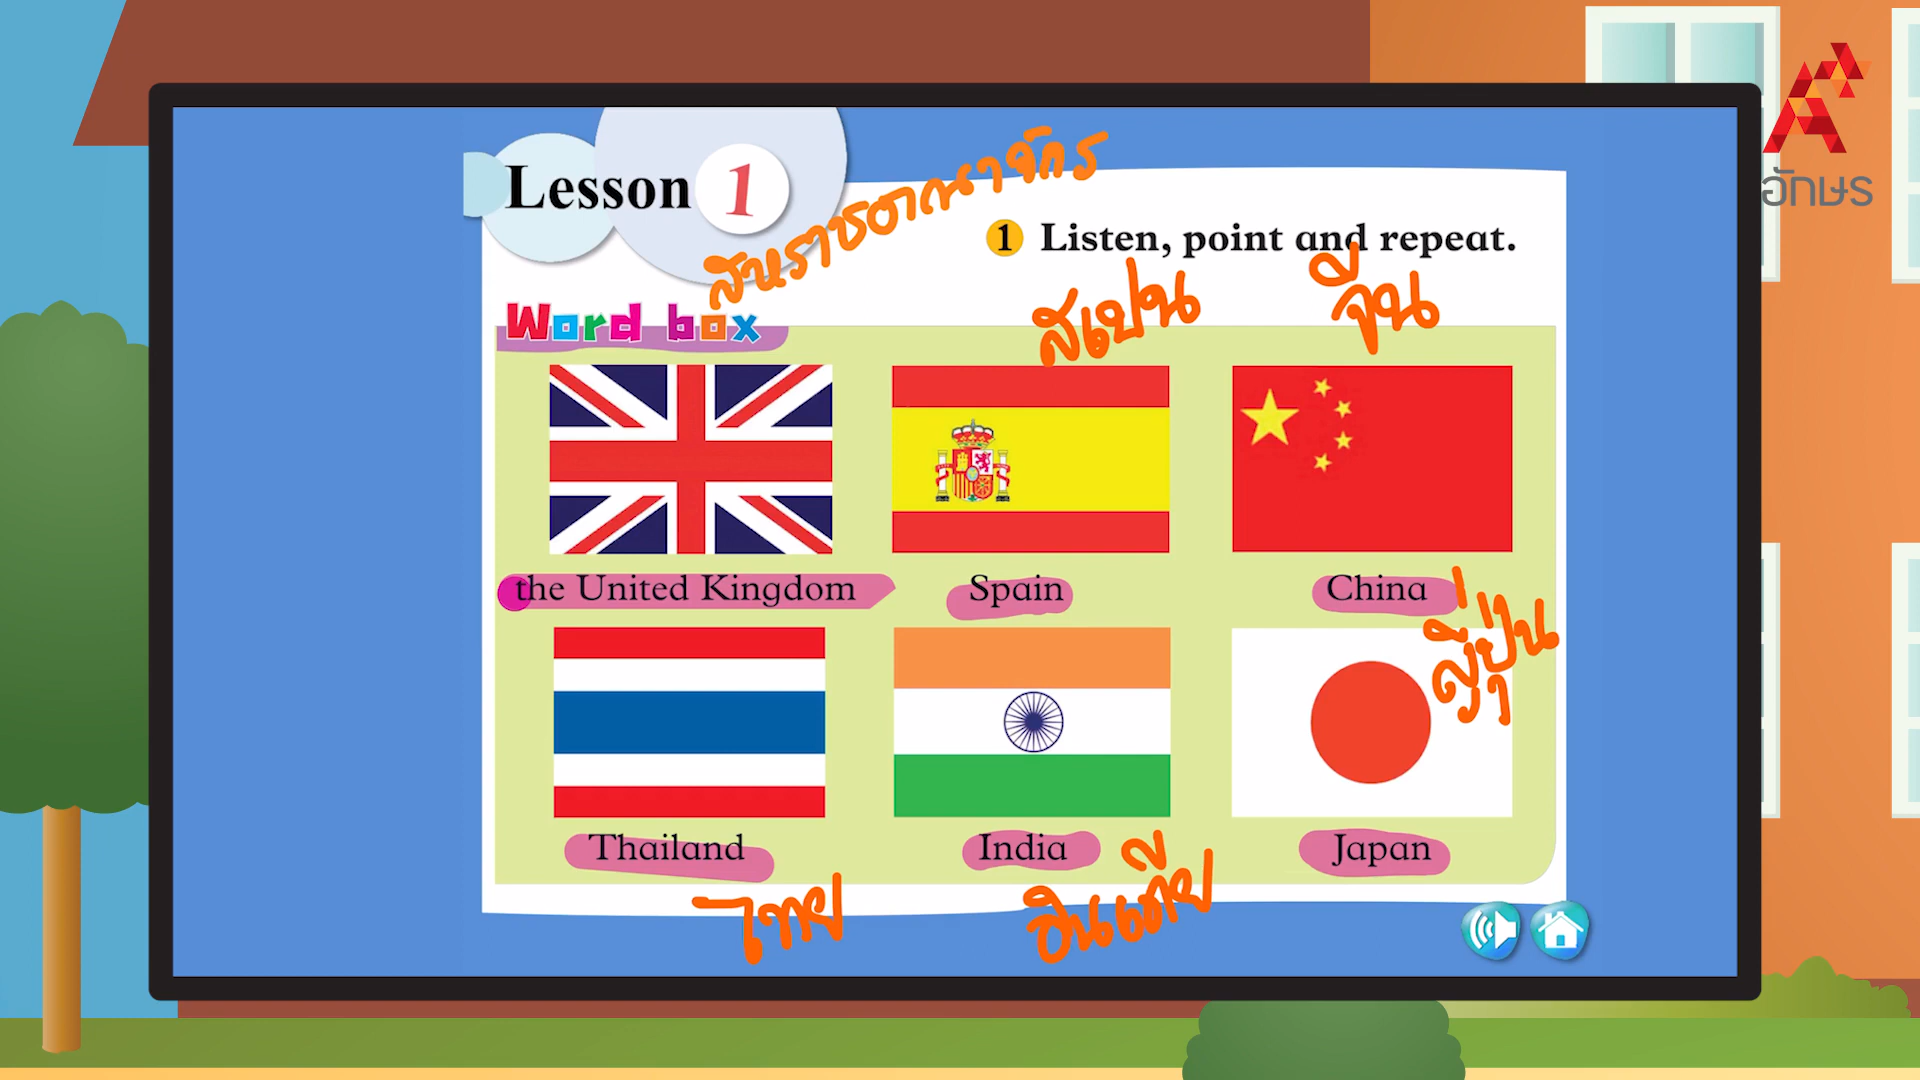 Lesson 1
สหราชอาณาจักร
1 Listen, point and repeat.
อักษร
สเปน
จีน
Word box
the United Kingdom
Spain
China
ญี่ปุ่น
Thailand
India
Japan
ไทย
อินเดีย